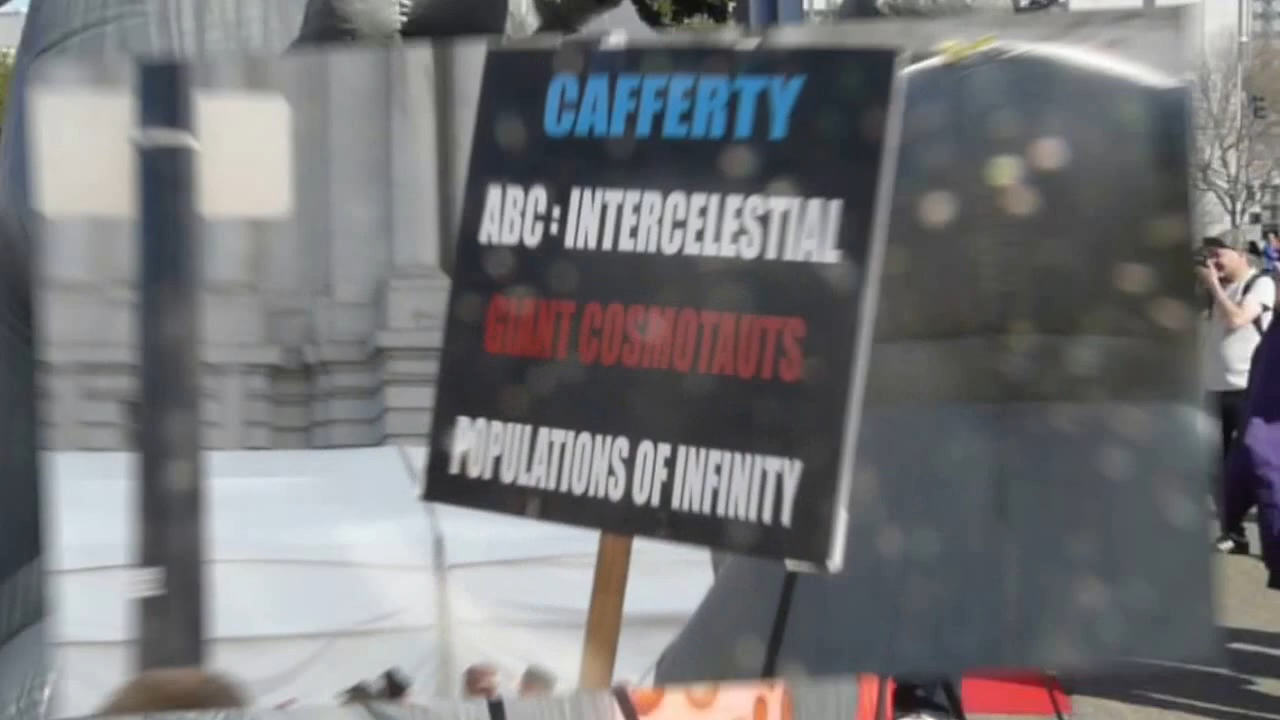 CAFFERTY
ABC: INTERCELESTIAL
GIANT COSMOTAUTS
POPULATIONS OF INFINITY